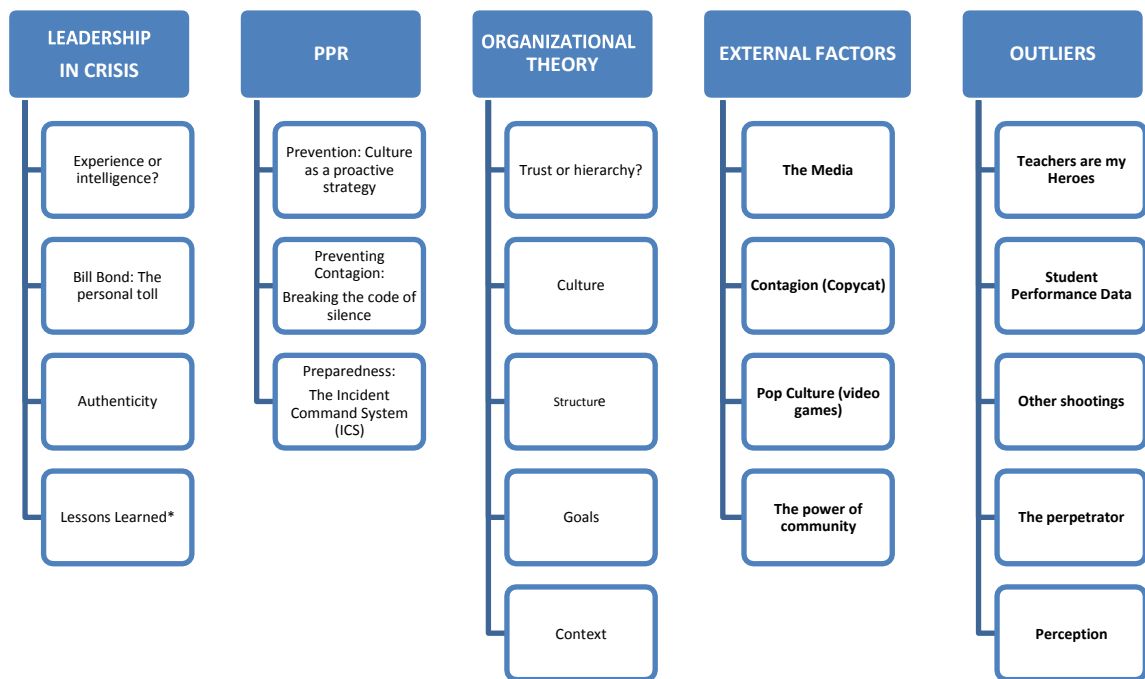 LEADERSHIP
IN CRISIS
Experience or
intelligence?
Bill Bond: The
personal toll
Authenticity
Lessons Learned*
PPR
Prevention: Culture
as a proactive
strategy
Preventing
Contagion:
Breaking the code of
silence
Preparedness:
The Incident
Command System
(ICS)
ORGANIZATIONAL
THEORY
Trust or hierarchy?
Culture
Structure
Goals
Context
EXTERNAL FACTORS
The Media
Contagion (Copycat)
Pop Culture (video
games)
The power of
community
OUTLIERS
Teachers are my
Heroes
Student
Performance Data
Other shootings
The perpetrator
Perception